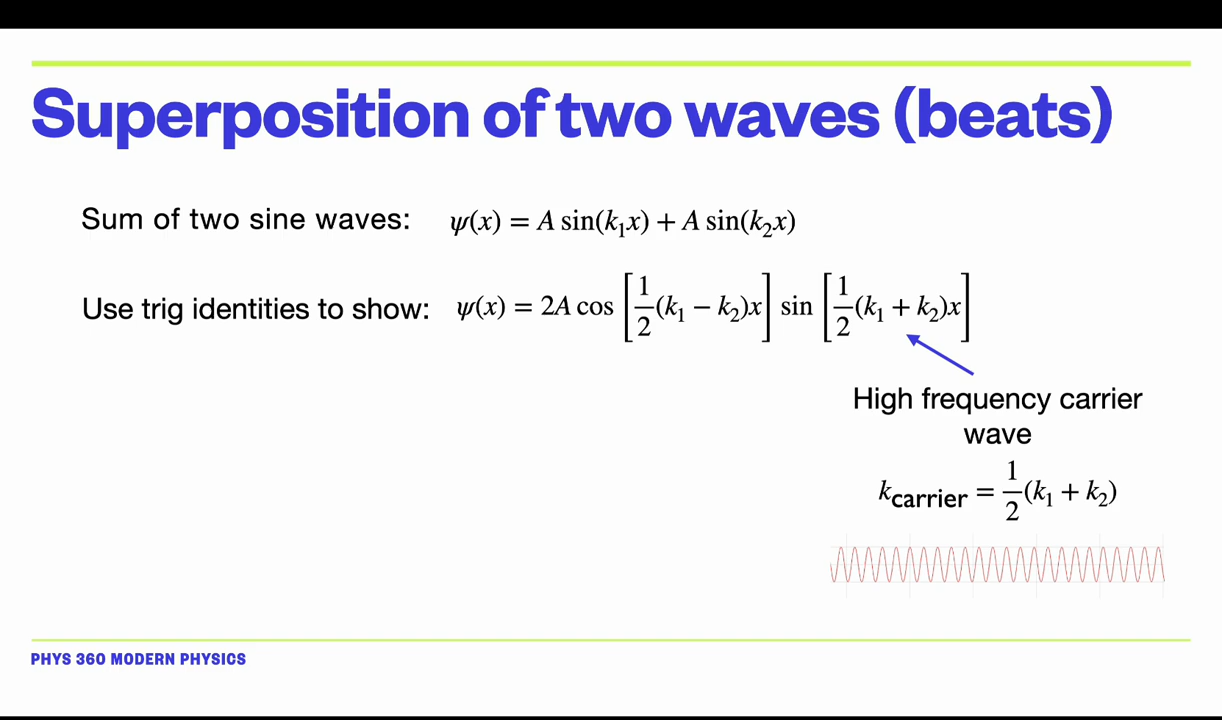 Superposition of two waves (beats)
Sum of two sine waves: ψ(x) = A sin(k₁x) + A sin(k₂x)
Use trig identities to show: ψ(x) = 2A cos [½(k₁ − k₂)x] sin [½(k₁ + k₂)x]
High frequency carrier
wave
k_carrier = ½(k₁ + k₂)
PHYS 360 MODERN PHYSICS